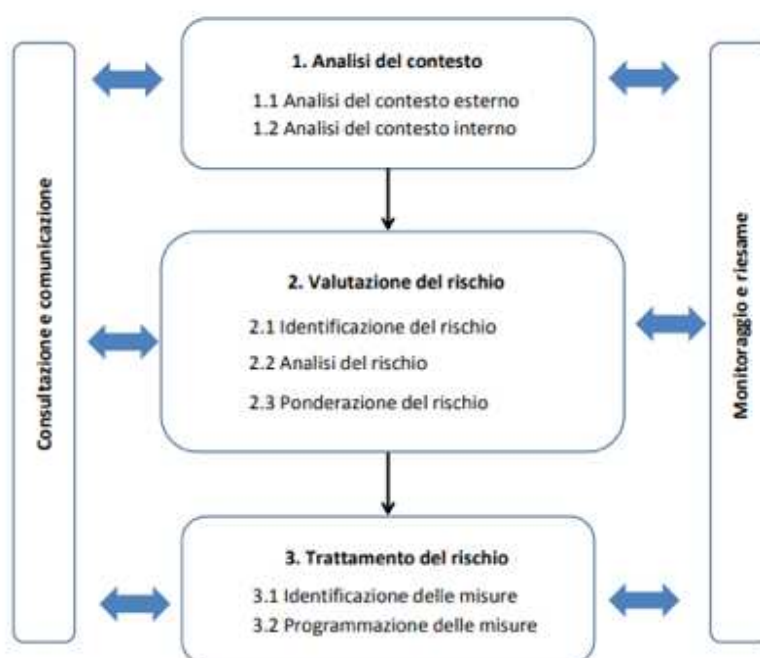 1. Analisi del contesto
1.1 Analisi del contesto esterno
1.2 Analisi del contesto interno
Consultazione e comunicazione
2. Valutazione del rischio
2.1 Identificazione del rischio
2.2 Analisi del rischio
2.3 Ponderazione del rischio
Monitoraggio e riesame
3. Trattamento del rischio
3.1 Identificazione delle misure
3.2 Programmazione delle misure